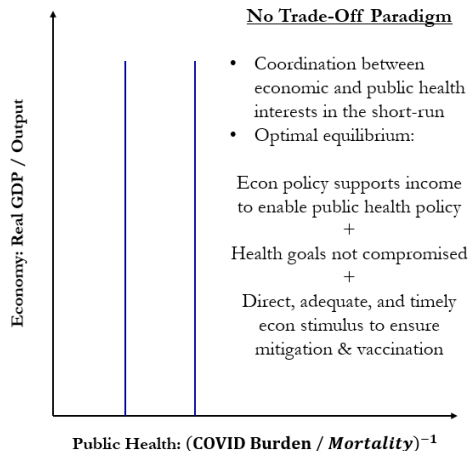 No Trade-Off Paradigm
• Coordination between
economic and public health
interests in the short-run
• Optimal equilibrium:
Econ policy supports income
to enable public health policy
+
Health goals not compromised
+
Direct, adequate, and timely
econ stimulus to ensure
mitigation & vaccination
Economy: Real GDP / Output
Public Health: (COVID Burden / Mortality)⁻¹